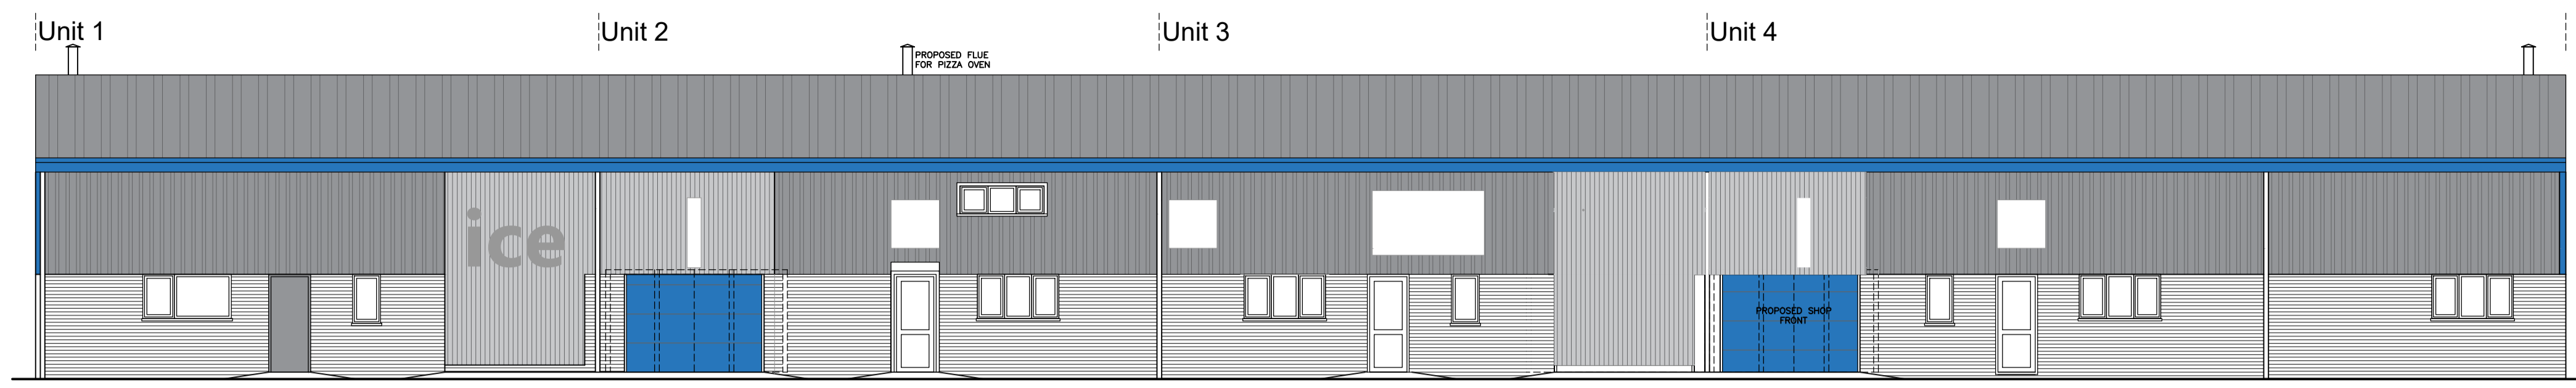 Unit 1
Unit 2
Unit 3
Unit 4
PROPOSED FLUE
FOR PIZZA OVEN
ice
PROPOSED SHOP
FRONT